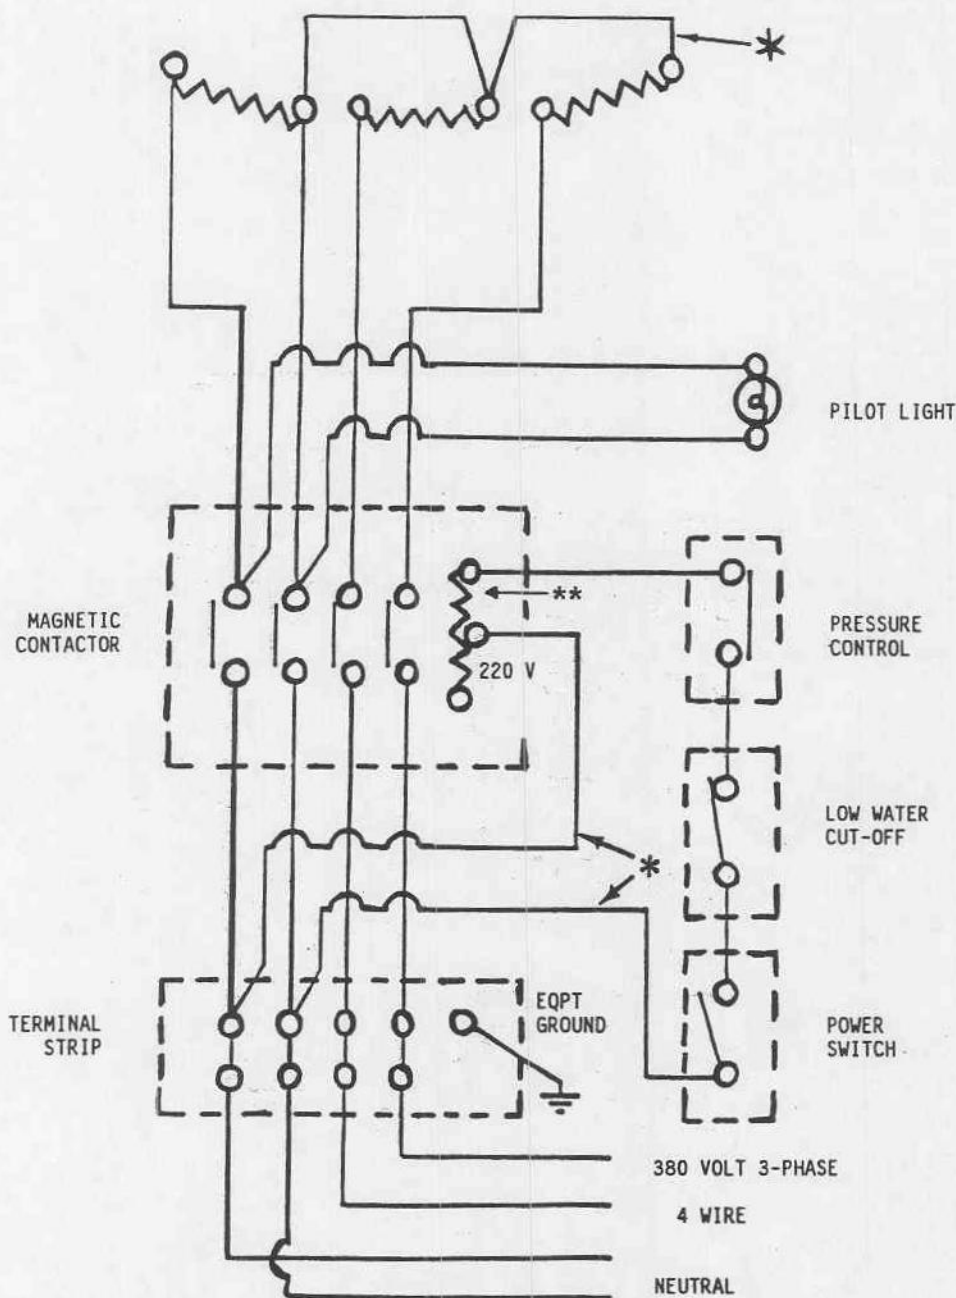 *
PILOT LIGHT
MAGNETIC
CONTACTOR
**
220 V
PRESSURE
CONTROL
LOW WATER
CUT-OFF
*
TERMINAL
STRIP
EQPT
GROUND
POWER
SWITCH
380 VOLT 3-PHASE
4 WIRE
NEUTRAL